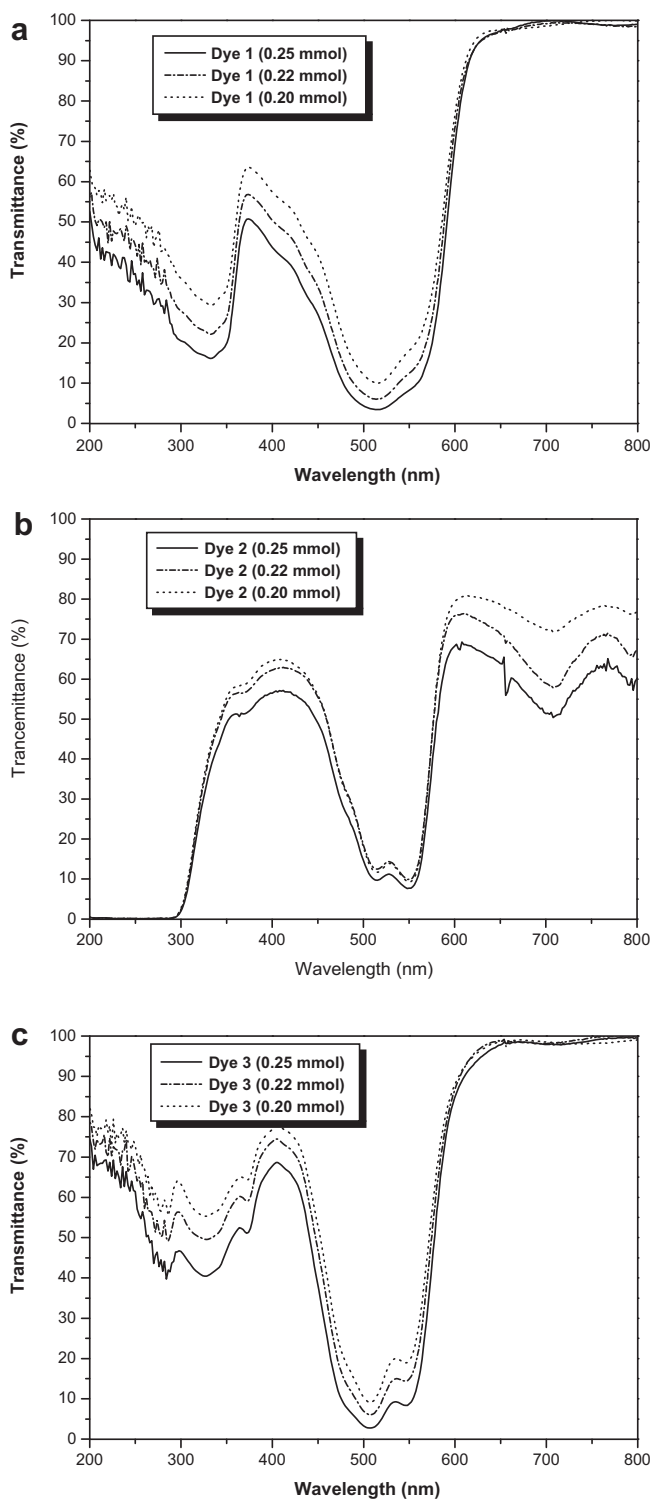 a
100
90
80
70
60
50
40
30
20
10
0
Transmittance (%)
Dye 1 (0.25 mmol)
Dye 1 (0.22 mmol)
Dye 1 (0.20 mmol)
200 300 400 500 600 700 800
Wavelength (nm)
b
100
90
80
70
60
50
40
30
20
10
0
Trancemittance (%)
Dye 2 (0.25 mmol)
Dye 2 (0.22 mmol)
Dye 2 (0.20 mmol)
200 300 400 500 600 700 800
Wavelength (nm)
c
100
90
80
70
60
50
40
30
20
10
0
Transmittance (%)
Dye 3 (0.25 mmol)
Dye 3 (0.22 mmol)
Dye 3 (0.20 mmol)
200 300 400 500 600 700 800
Wavelength (nm)